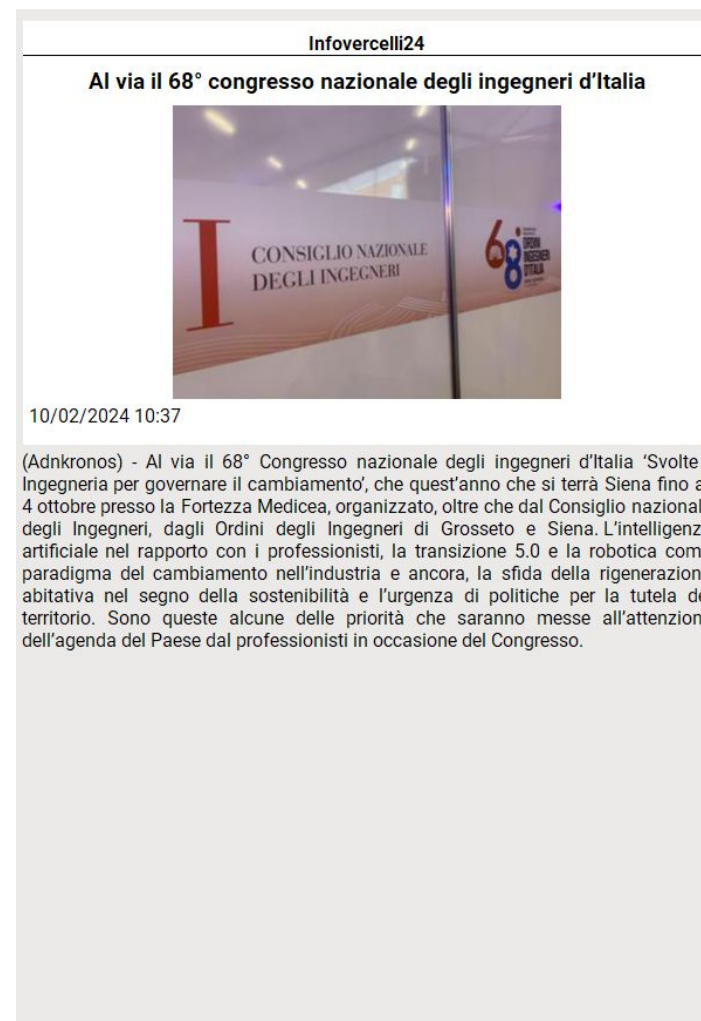 Infovercelli24
Al via il 68° congresso nazionale degli ingegneri d'Italia
I
CONSIGLIO NAZIONALE
DEGLI INGEGNERI
68°
ORDINI
INGEGNERI
D'ITALIA
10/02/2024 10:37
(Adnkronos) - Al via il 68° Congresso nazionale degli ingegneri d'Italia 'Svolte
Ingegneria per governare il cambiamento', che quest'anno che si terrà Siena fino a
4 ottobre presso la Fortezza Medicea, organizzato, oltre che dal Consiglio nazional
degli Ingegneri, dagli Ordini degli Ingegneri di Grosseto e Siena. L'intelligenz
artificiale nel rapporto con i professionisti, la transizione 5.0 e la robotica com
paradigma del cambiamento nell'industria e ancora, la sfida della rigenerazion
abitativa nel segno della sostenibilità e l'urgenza di politiche per la tutela de
territorio. Sono queste alcune delle priorità che saranno messe all'attenzion
dell'agenda del Paese dal professionisti in occasione del Congresso.